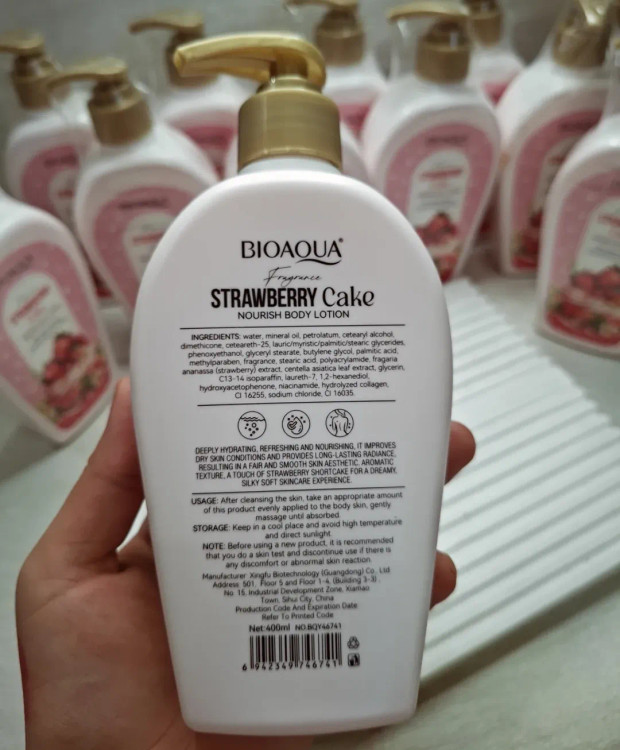 BIOAQUA®
Fragrance
STRAWBERRY Cake
NOURISH BODY LOTION
INGREDIENTS: water, mineral oil, petrolatum, cetearyl alcohol,
dimethicone, ceteareth-25, lauric/myristic/palmitic/stearic glycerides,
phenoxyethanol, glyceryl stearate, butylene glycol, palmitic acid,
methylparaben, fragrance, stearic acid, polyacrylamide, fragaria
ananassa (strawberry) extract, centella asiatica leaf extract, glycerin,
C13-14 isoparaffin, laureth-7, 1,2-hexanediol,
hydroxyacetophenone, niacinamide, hydrolyzed collagen,
CI 16255, sodium chloride, CI 16035.
DEEPLY HYDRATING, REFRESHING AND NOURISHING, IT IMPROVES
DRY SKIN CONDITIONS AND PROVIDES LONG-LASTING RADIANCE,
RESULTING IN A FAIR AND SMOOTH SKIN AESTHETIC. AROMATIC
TEXTURE, A TOUCH OF STRAWBERRY SHORTCAKE FOR A DREAMY,
SILKY SOFT SKINCARE EXPERIENCE.
USAGE: After cleansing the skin, take an appropriate amount
of this product evenly applied to the body skin, gently
massage until absorbed.
STORAGE: Keep in a cool place and avoid high temperature
and direct sunlight.
NOTE: Before using a new product, it is recommended
that you do a skin test and discontinue use if there is
any discomfort or abnormal skin reaction.
Manufacturer: Xingfu Biotechnology (Guangdong) Co., Ltd
Address: 501, Floor 5 and Floor 1-4, (Building 3-3),
No. 15, Industrial Development Zone, Xiamao
Town, Sihui City, China
Production Code And Expiration Date:
Refer To Printed Code
Net:400ml NO.BQY46741
6 942349 746741
BIOAQUA